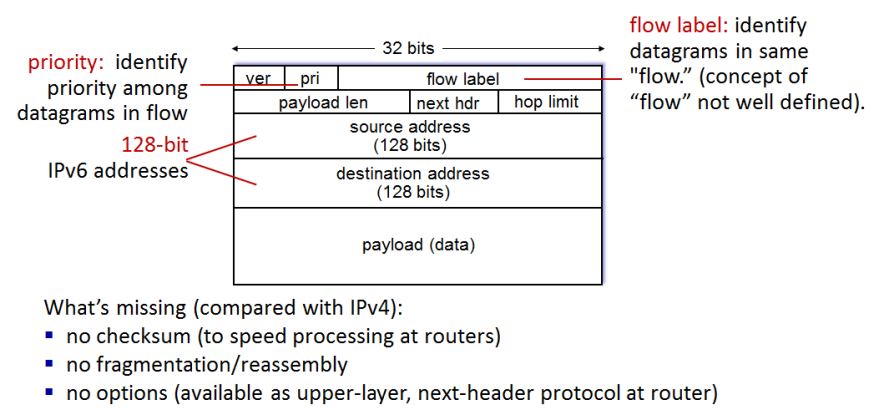 32 bits
priority: identify
priority among
datagrams in flow
128-bit
IPv6 addresses
ver pri flow label
payload len next hdr hop limit
source address
(128 bits)
destination address
(128 bits)
payload (data)
flow label: identify
datagrams in same
"flow.” (concept of
“flow” not well defined).
What’s missing (compared with IPv4):
▪ no checksum (to speed processing at routers)
▪ no fragmentation/reassembly
▪ no options (available as upper-layer, next-header protocol at router)